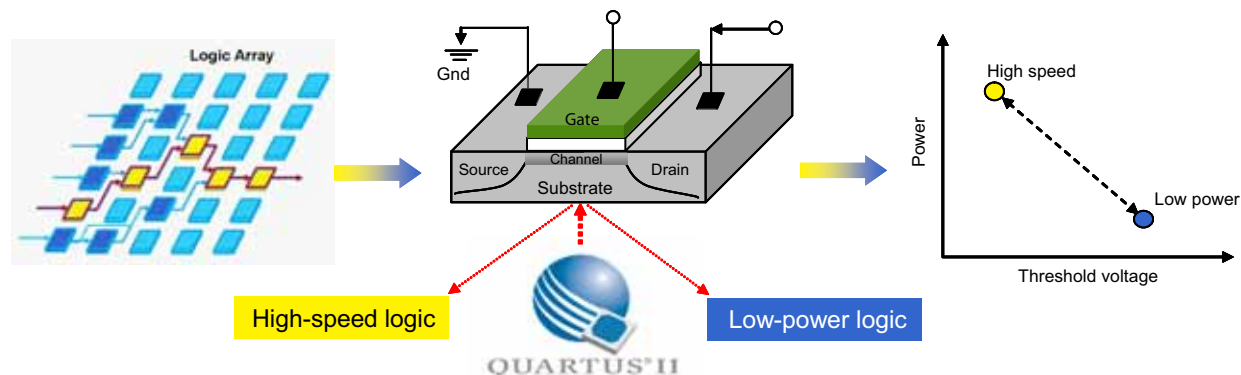 Logic Array
Gnd
Gate
Channel
Source
Drain
Substrate
High-speed logic
Low-power logic
QUARTUS® II
High speed
Low power
Power
Threshold voltage